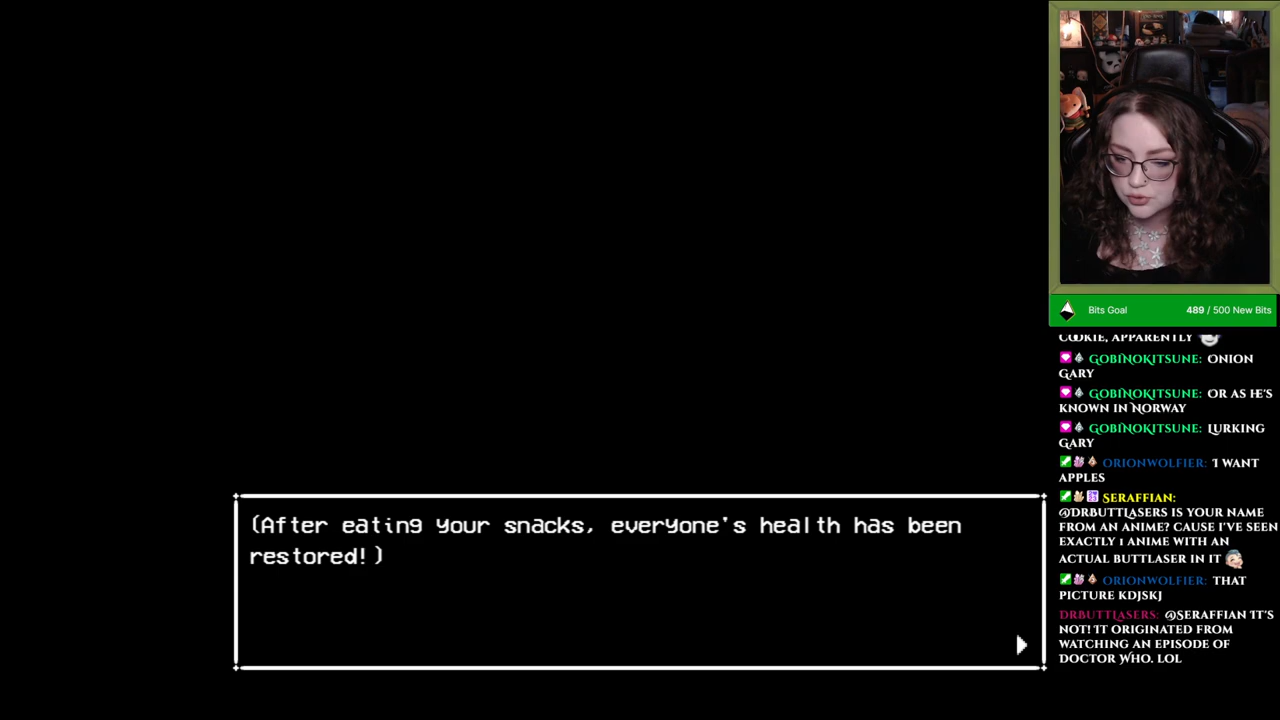 (After eating your snacks, everyone's health has been
restored!)
Bits Goal
489 / 500 New Bits
COOKIE, APPARENTLY
GOBINOKITSUNE: ONION
GARY
GOBINOKITSUNE: OR AS HE'S
KNOWN IN NORWAY
GOBINOKITSUNE: LURKING
GARY
ORIONWOLFIER: 'I WANT
APPLES
SERAFFIAN:
@DRBUTTLASERS IS YOUR NAME
FROM AN ANIME? CAUSE I'VE SEEN
EXACTLY 1 ANIME WITH AN
ACTUAL BUTTLASER IN IT
ORIONWOLFIER: THAT
PICTURE KDJSKJ
DRBUTTLASERS: @SERAFFIAN IT'S
NOT! IT ORIGINATED FROM
WATCHING AN EPISODE OF
DOCTOR WHO. LOL